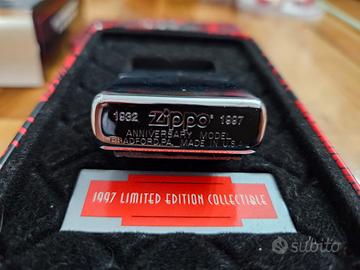 1932 Zippo® 1997
ANNIVERSARY MODEL
BRADFORD,PA. MADE IN U.S.A.
1997 LIMITED EDITION COLLECTIBLE
subito